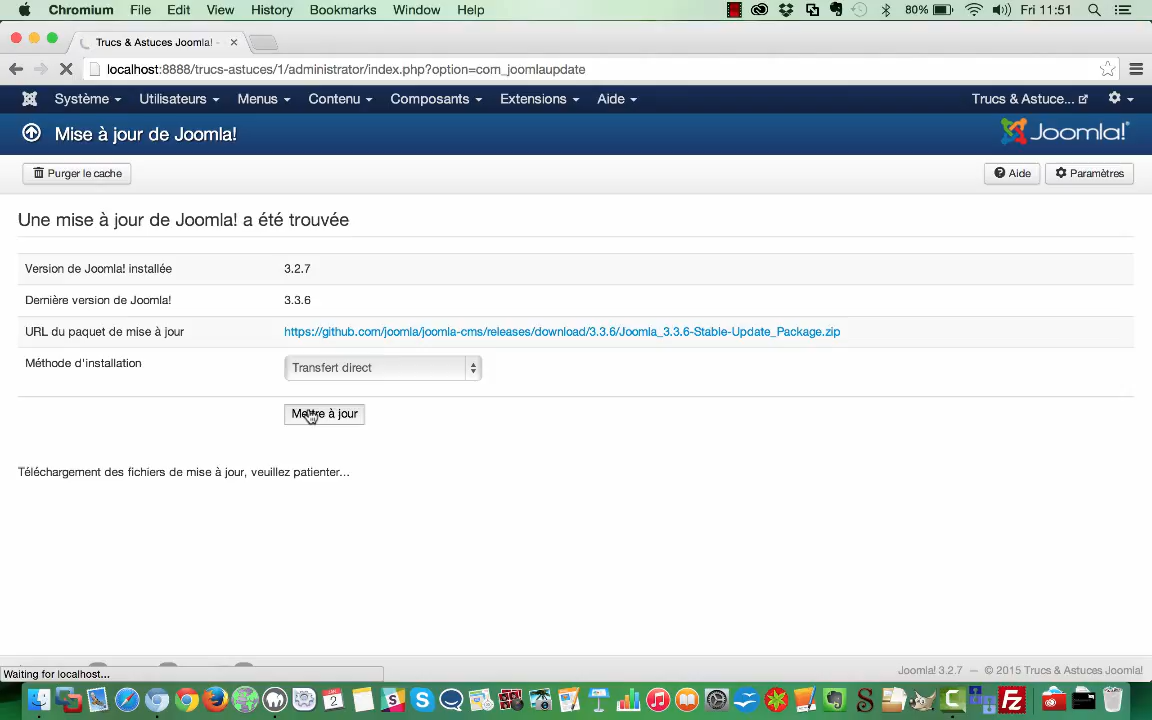 Chromium File Edit View History Bookmarks Window Help 80% Fri 11:51
Trucs & Astuces Joomla! -
localhost:8888/trucs-astuces/1/administrator/index.php?option=com_joomlaupdate
Système Utilisateurs Menus Contenu Composants Extensions Aide Trucs & Astuce...
Mise à jour de Joomla! Joomla!®
Purger le cache Aide Paramètres
Une mise à jour de Joomla! a été trouvée
Version de Joomla! installée 3.2.7
Dernière version de Joomla! 3.3.6
URL du paquet de mise à jour https://github.com/joomla/joomla-cms/releases/download/3.3.6/Joomla_3.3.6-Stable-Update_Package.zip
Méthode d'installation Transfert direct
Mettre à jour
Téléchargement des fichiers de mise à jour, veuillez patienter...
Joomla! 3.2.7 — © 2015 Trucs & Astuces Joomla!
Waiting for localhost...